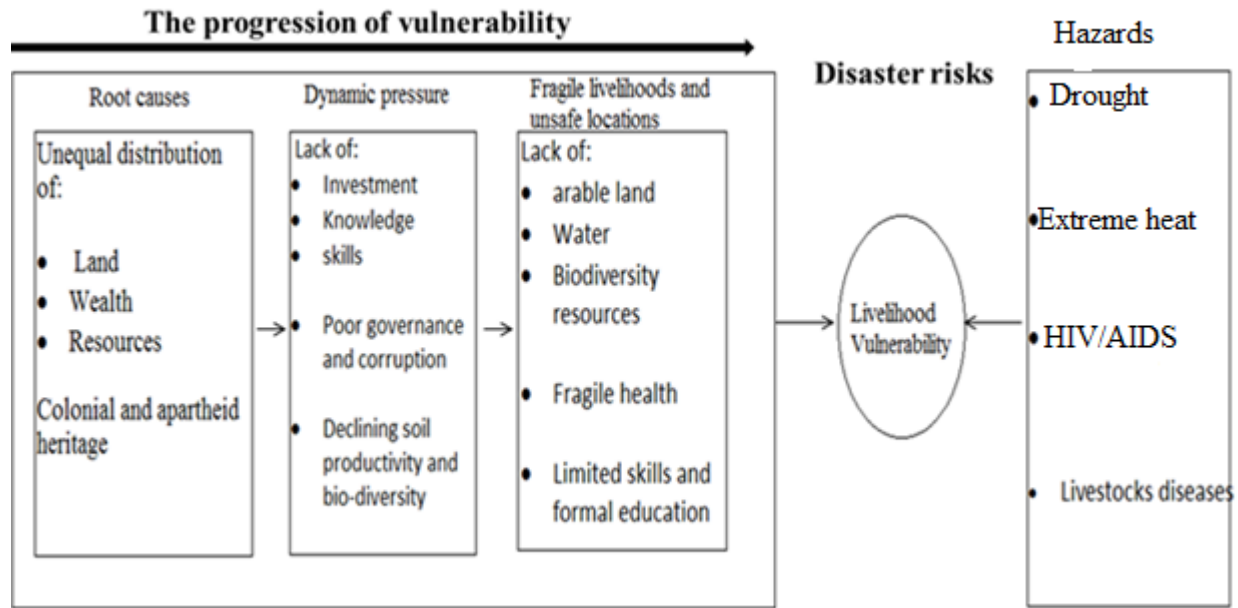 The progression of vulnerability
Root causes
Unequal distribution
of:
• Land
• Wealth
• Resources
Colonial and apartheid
heritage
Dynamic pressure
Lack of:
• Investment
• Knowledge
• skills
• Poor governance
and corruption
• Declining soil
productivity and
bio-diversity
Fragile livelihoods and
unsafe locations
Lack of:
• arable land
• Water
• Biodiversity
resources
• Fragile health
• Limited skills and
formal education
Disaster risks
Livelihood
Vulnerability
Hazards
• Drought
• Extreme heat
• HIV/AIDS
• Livestocks diseases